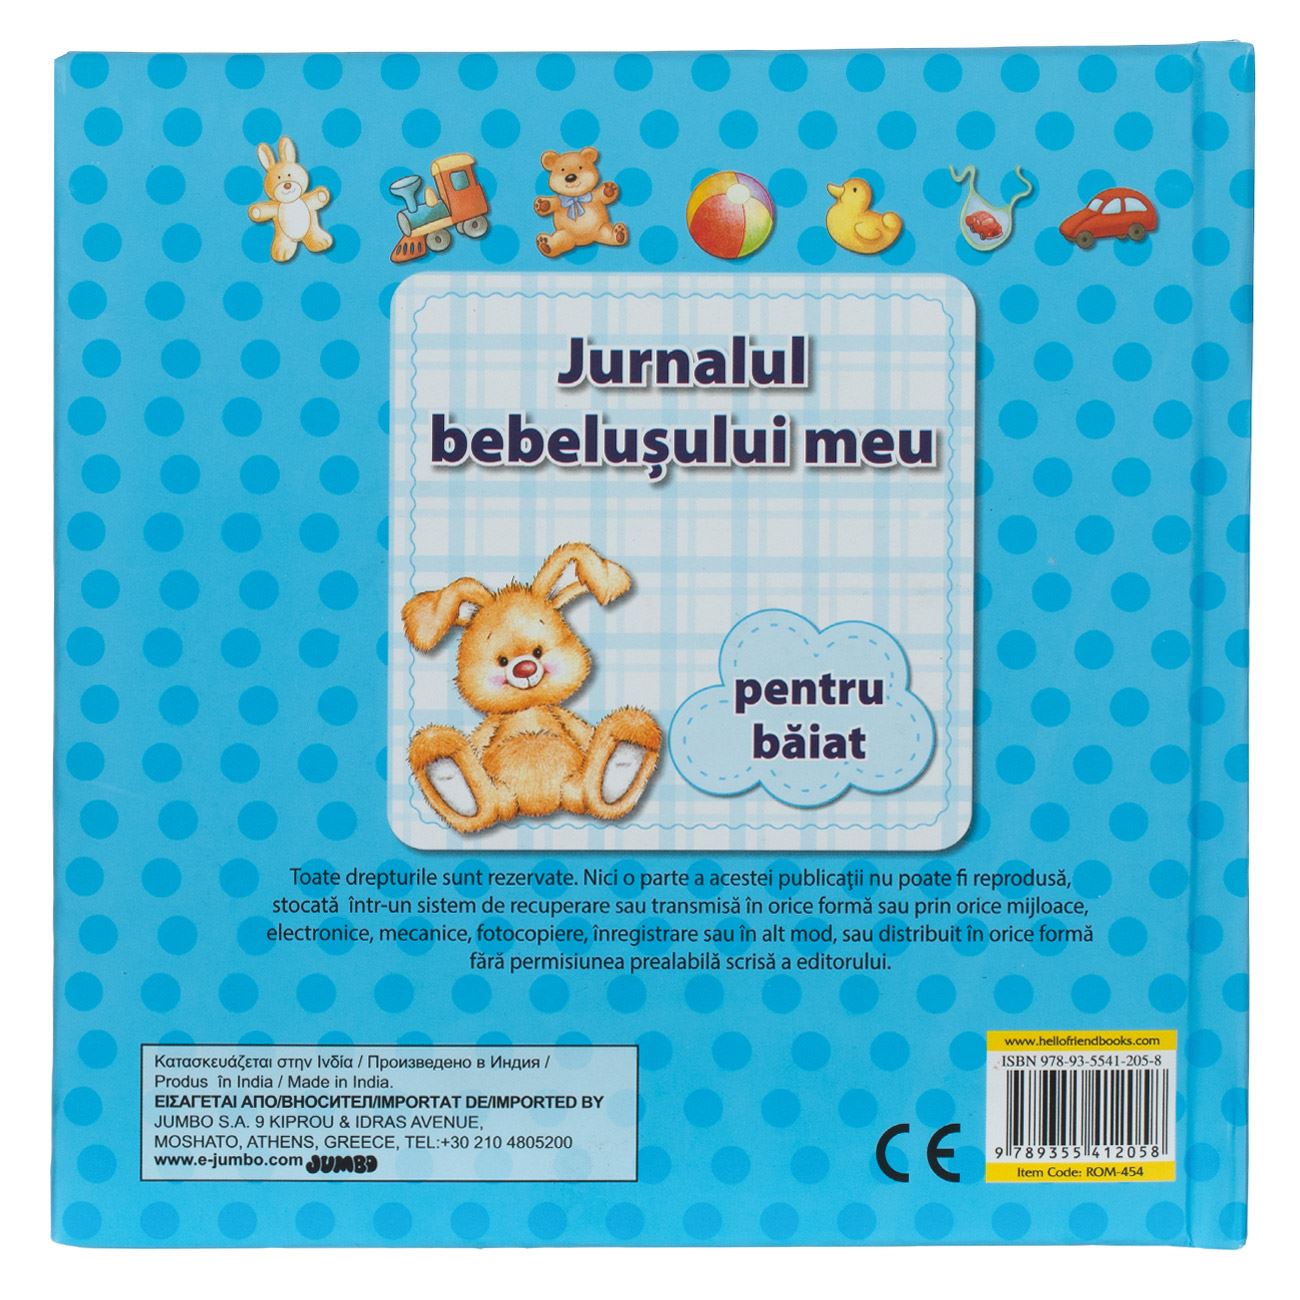 Jurnalul
bebelușului meu
pentru
băiat
Toate drepturile sunt rezervate. Nici o parte a acestei publicaţii nu poate fi reprodusă,
stocată într-un sistem de recuperare sau transmisă în orice formă sau prin orice mijloace,
electronice, mecanice, fotocopiere, înregistrare sau în alt mod, sau distribuit în orice formă
fără permisiunea prealabilă scrisă a editorului.
Κατασκευάζεται στην Ινδία / Произведено в Индия /
Produs în India / Made in India.
ΕΙΣΑΓΕΤΑΙ ΑΠΟ/ВНОСИТЕЛ/IMPORTAT DE/IMPORTED BY
JUMBO S.A. 9 KIPROU & IDRAS AVENUE,
MOSHATO, ATHENS, GREECE, TEL:+30 210 4805200
www.e-jumbo.com JUMBO
CE
www.hellofriendbooks.com
ISBN 978-93-5541-205-8
9 789355 412058
Item Code: ROM-454